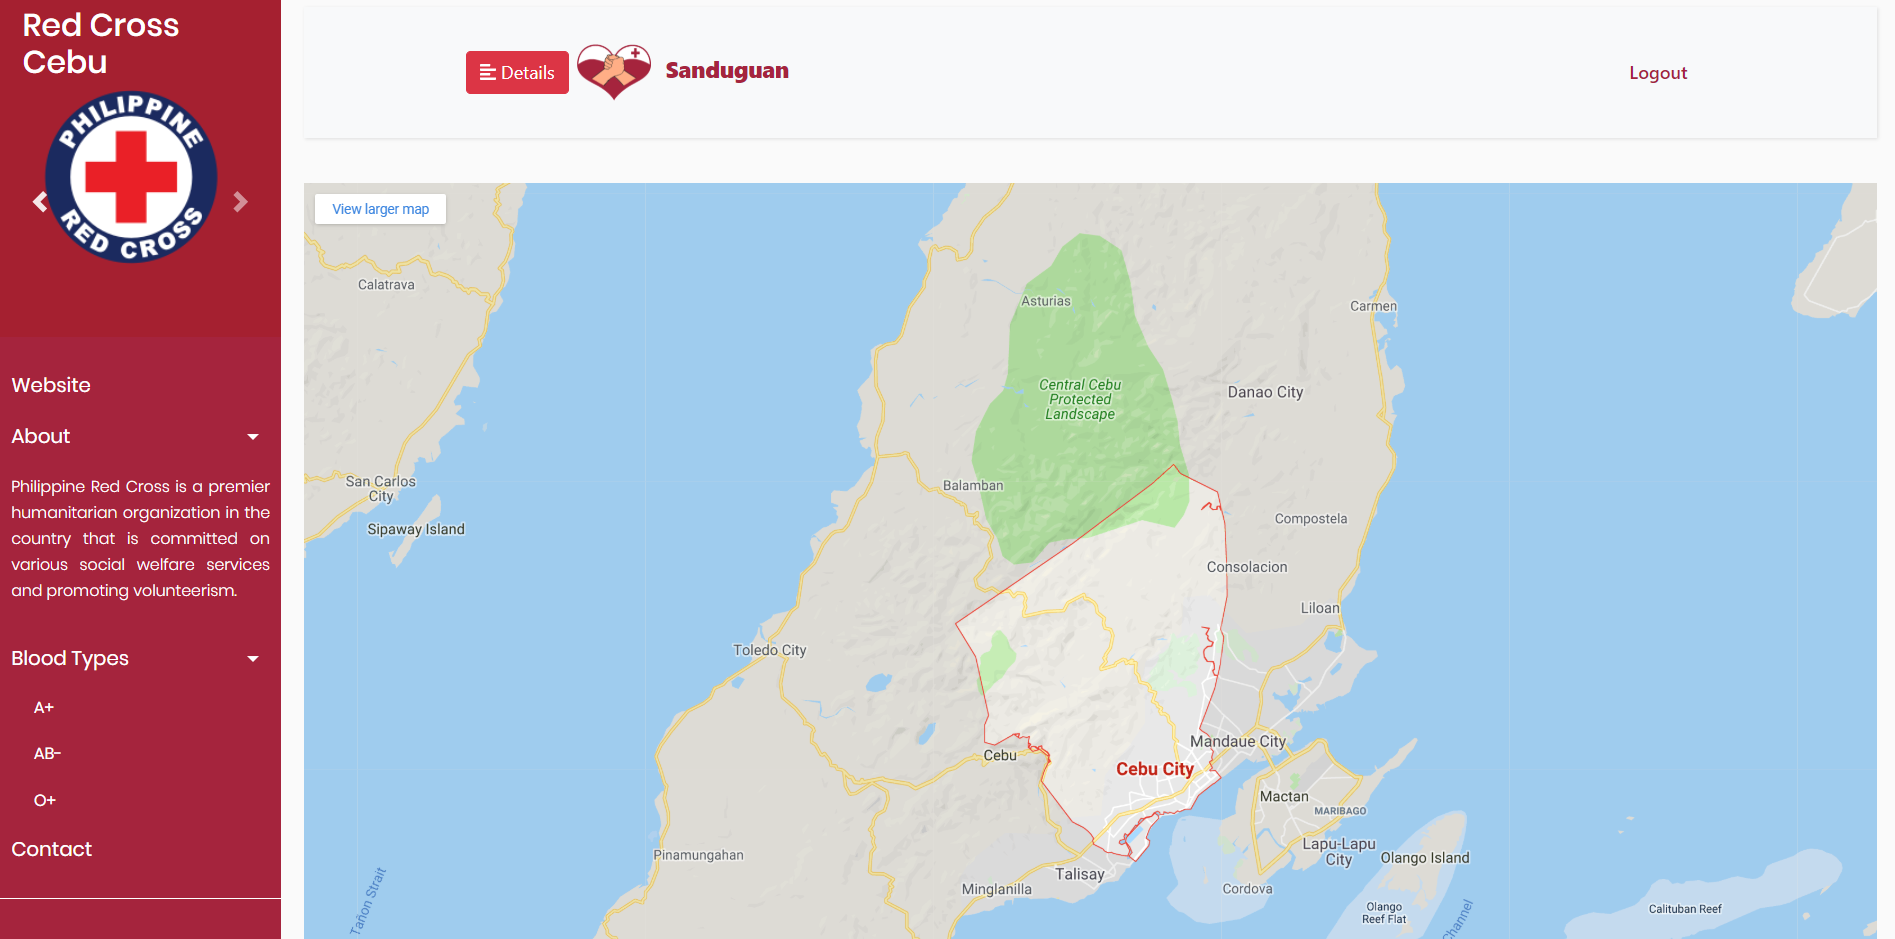 Red Cross
Cebu
PHILIPPINE
RED CROSS
Website
About
Philippine Red Cross is a premier
humanitarian organization in the
country that is committed on
various social welfare services
and promoting volunteerism.
Blood Types
A+
AB-
O+
Contact
Details
Sanduguan
Logout
View larger map
Calatrava
Asturias
Carmen
Central Cebu
Protected
Landscape
Danao City
San Carlos
City
Balamban
Sipaway Island
Compostela
Consolacion
Liloan
Toledo City
Mandaue City
Cebu
Cebu City
Mactan
MARIBAGO
Lapu-Lapu
City
Olango Island
Pinamungahan
Talisay
Minglanilla
Cordova
Tañon Strait
Olango
Reef Flat
Channel
Calituban Reef